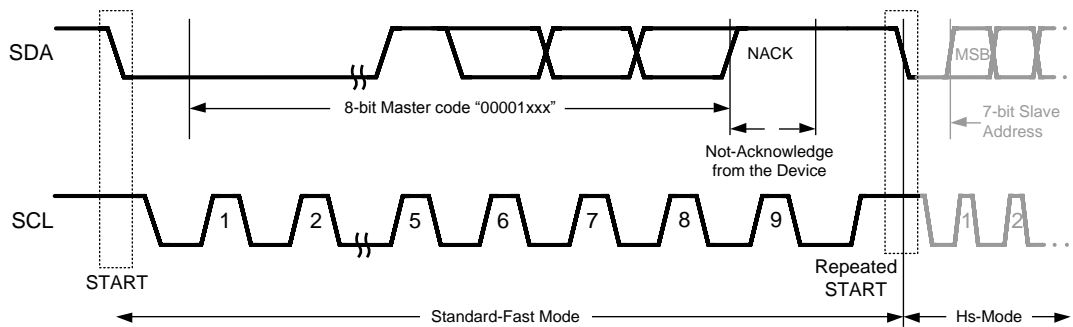 SDA
NACK
MSB
8-bit Master code “00001xxx”
7-bit Slave
Address
Not-Acknowledge
from the Device
SCL
1
2
5
6
7
8
9
1
2
START
Repeated
START
Standard-Fast Mode
Hs-Mode